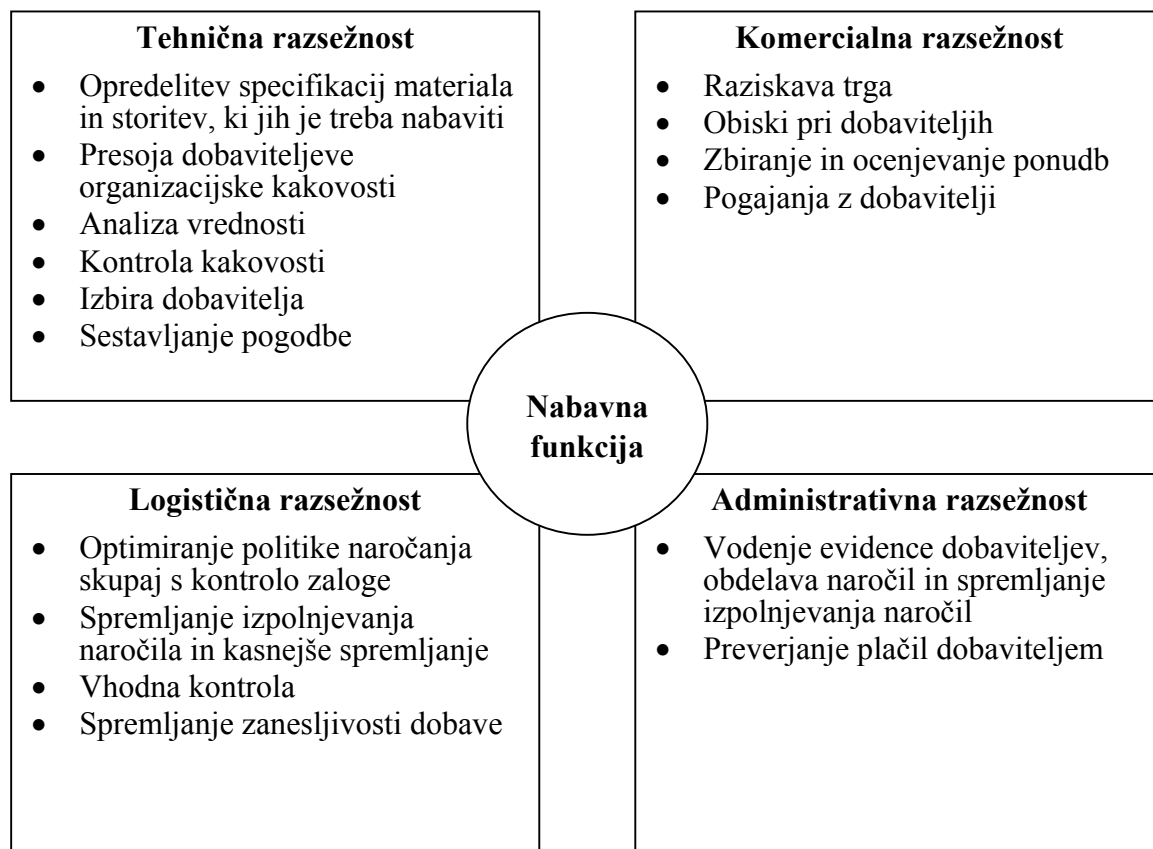 Tehnična razsežnost
• Opredelitev specifikacij materiala
in storitev, ki jih je treba nabaviti
• Presoja dobaviteljeve
organizacijske kakovosti
• Analiza vrednosti
• Kontrola kakovosti
• Izbira dobavitelja
• Sestavljanje pogodbe
Komercialna razsežnost
• Raziskava trga
• Obiski pri dobaviteljih
• Zbiranje in ocenjevanje ponudb
• Pogajanja z dobavitelji
Nabavna
funkcija
Logistična razsežnost
• Optimiranje politike naročanja
skupaj s kontrolo zaloge
• Spremljanje izpolnjevanja
naročila in kasnejše spremljanje
• Vhodna kontrola
• Spremljanje zanesljivosti dobave
Administrativna razsežnost
• Vodenje evidence dobaviteljev,
obdelava naročil in spremljanje
izpolnjevanja naročil
• Preverjanje plačil dobaviteljem